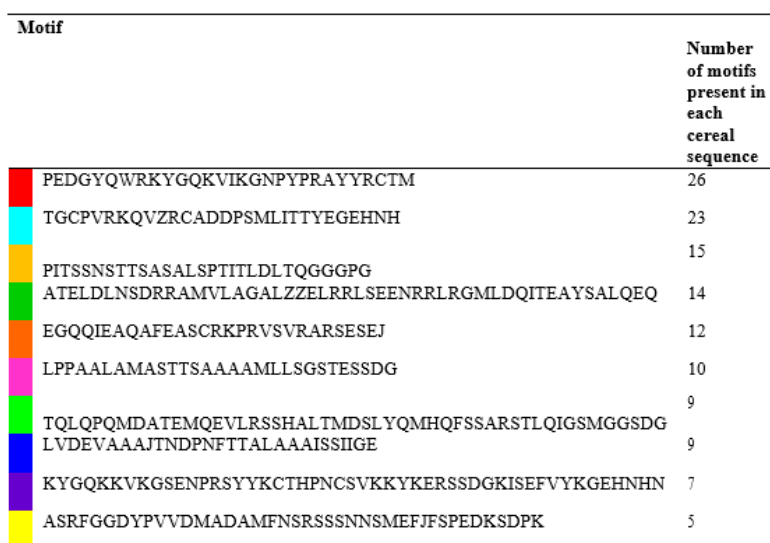 Motif
Number
of motifs
present in
each
cereal
sequence
PEDGYQWRKYGQKVIKGNPYPRAYYRCTM 26
TGCPVRKQVZRCADDPSMLITTYEGEHNH 23
15
PITSSNSTTSASALSPTITLDLTQGGGPG
ATELDLNSDRRAMVLAGALZZELRRLSEENRRLRGMLDQITEAYSALQEQ 14
EGQQIEAQAFEASCRKPRVSVRARSESEJ 12
LPPAALAMASTTSAAAAMLLSGSTESSDG 10
9
TQLQPQMDATEMQEVLRSSHALTMDSLYQMHQFSSARSTLQIGSMGGSDG
LVDEVAAAJTNDPNFTTALAAAISSIIGE 9
KYGQKKVKGSENPRSYYKCTHPNCSVKKYKERSSDGKISEFVYKGEHNHN 7
ASRFGGDYPVVDMADAMFNSRSSSNNSMEFJFSPEDKSDPK 5